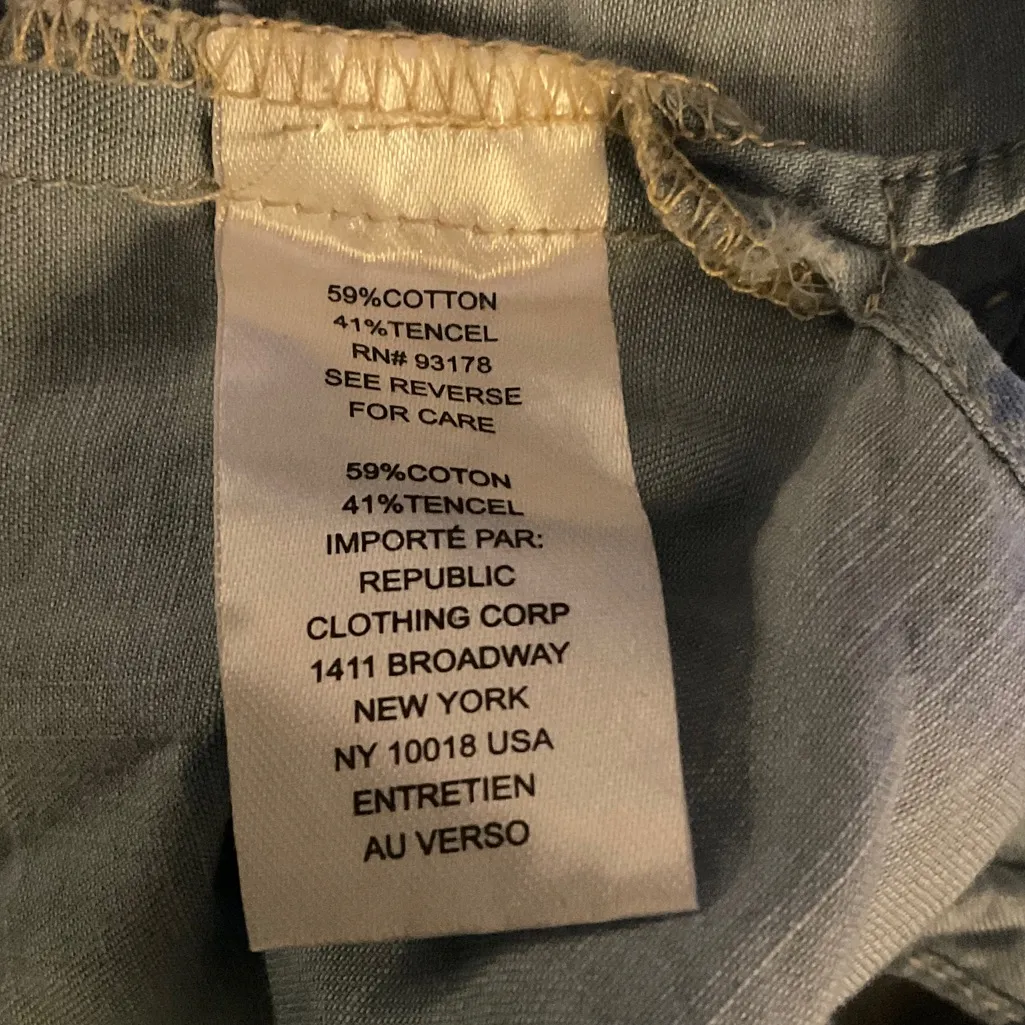 59%COTTON
41%TENCEL
RN# 93178
SEE REVERSE
FOR CARE
59%COTON
41%TENCEL
IMPORTÉ PAR:
REPUBLIC
CLOTHING CORP
1411 BROADWAY
NEW YORK
NY 10018 USA
ENTRETIEN
AU VERSO